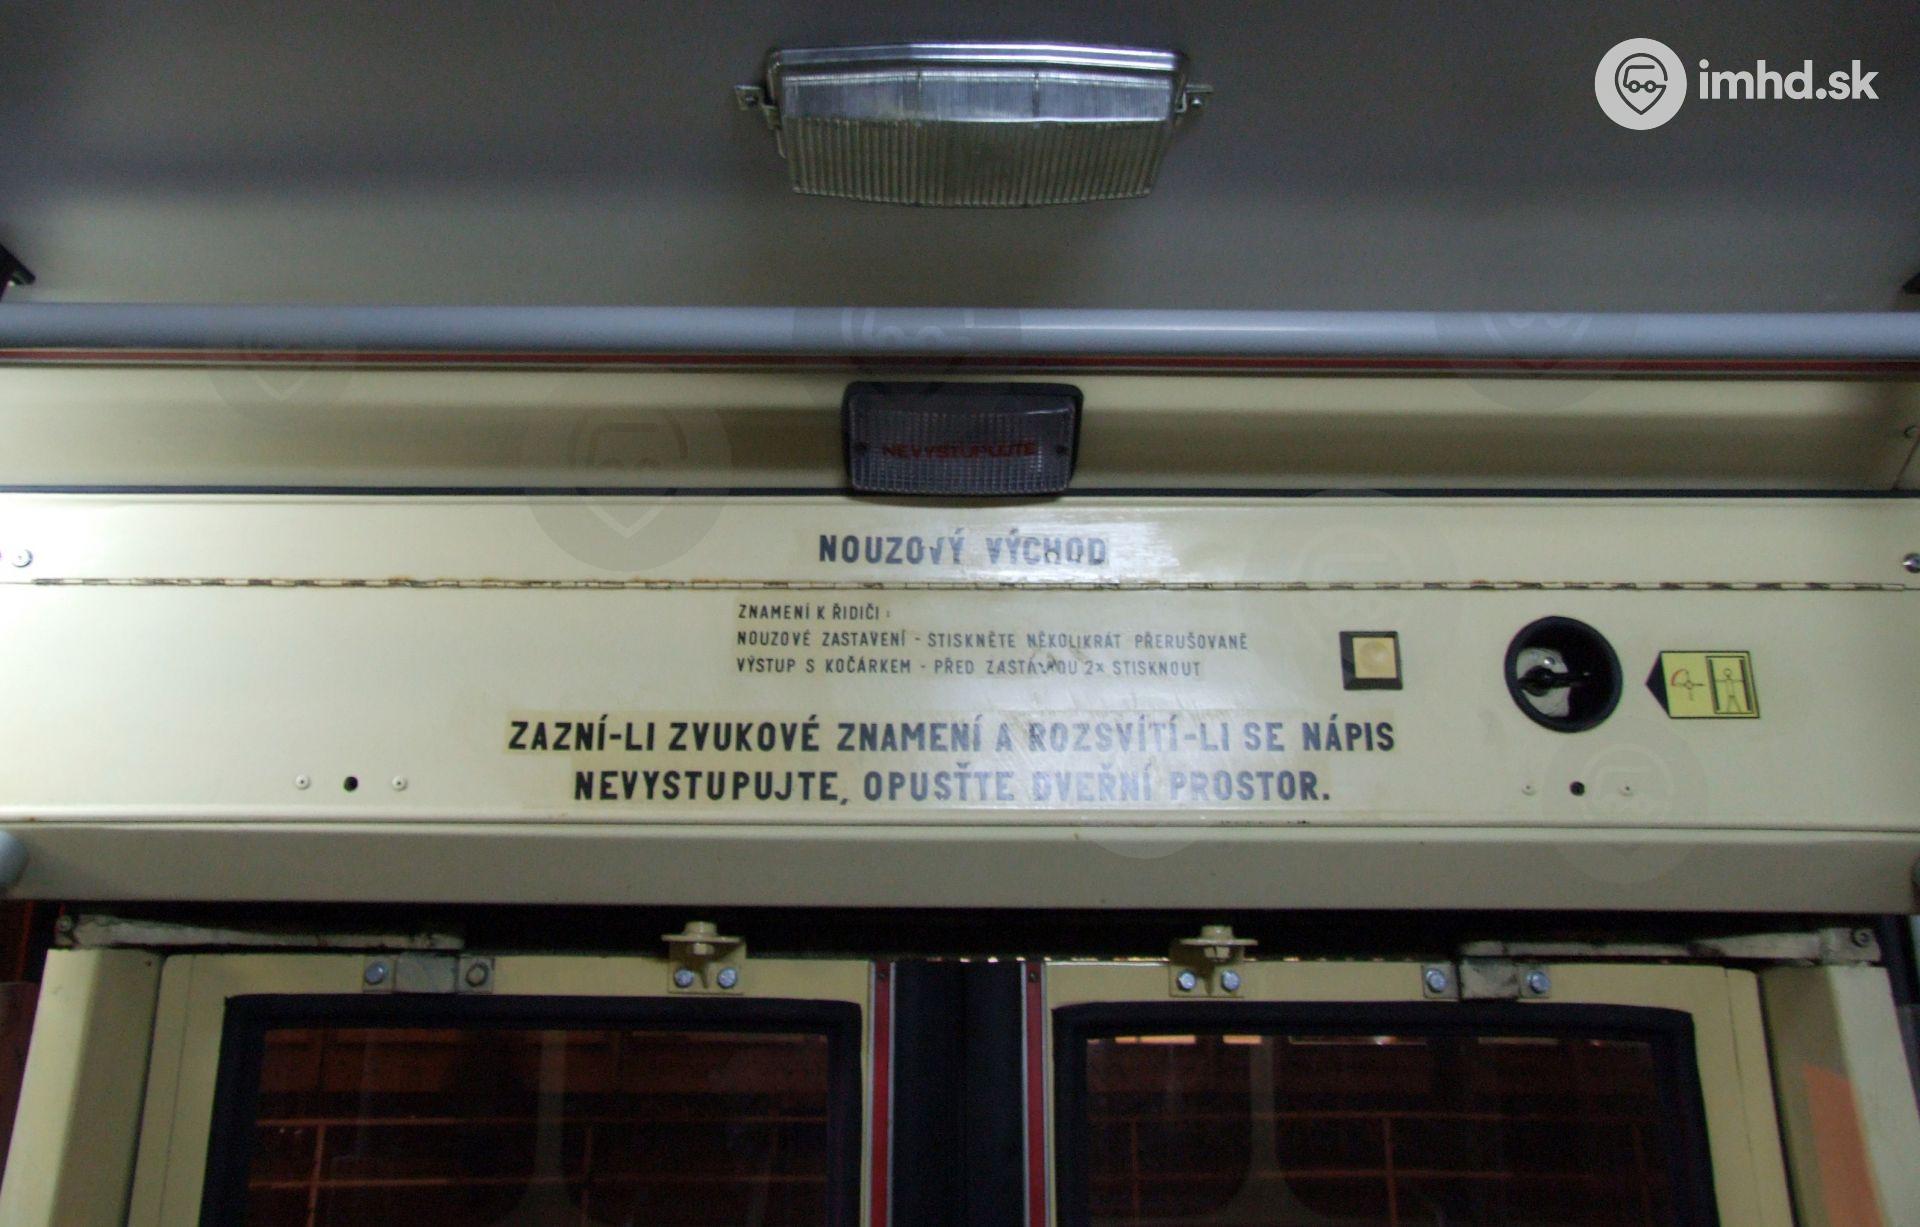 imhd.sk
NEVYSTUPUJTE
NOUZOVÝ VÝCHOD
ZNAMENÍ K ŘIDIČI:
NOUZOVÉ ZASTAVENÍ - STISKNĚTE NĚKOLIKRÁT PŘERUŠOVANĚ
VÝSTUP S KOČÁRKEM - PŘED ZASTÁVKOU 2x STISKNOUT
ZAZNÍ-LI ZVUKOVÉ ZNAMENÍ A ROZSVÍTÍ-LI SE NÁPIS
NEVYSTUPUJTE, OPUSŤTE DVEŘNÍ PROSTOR.